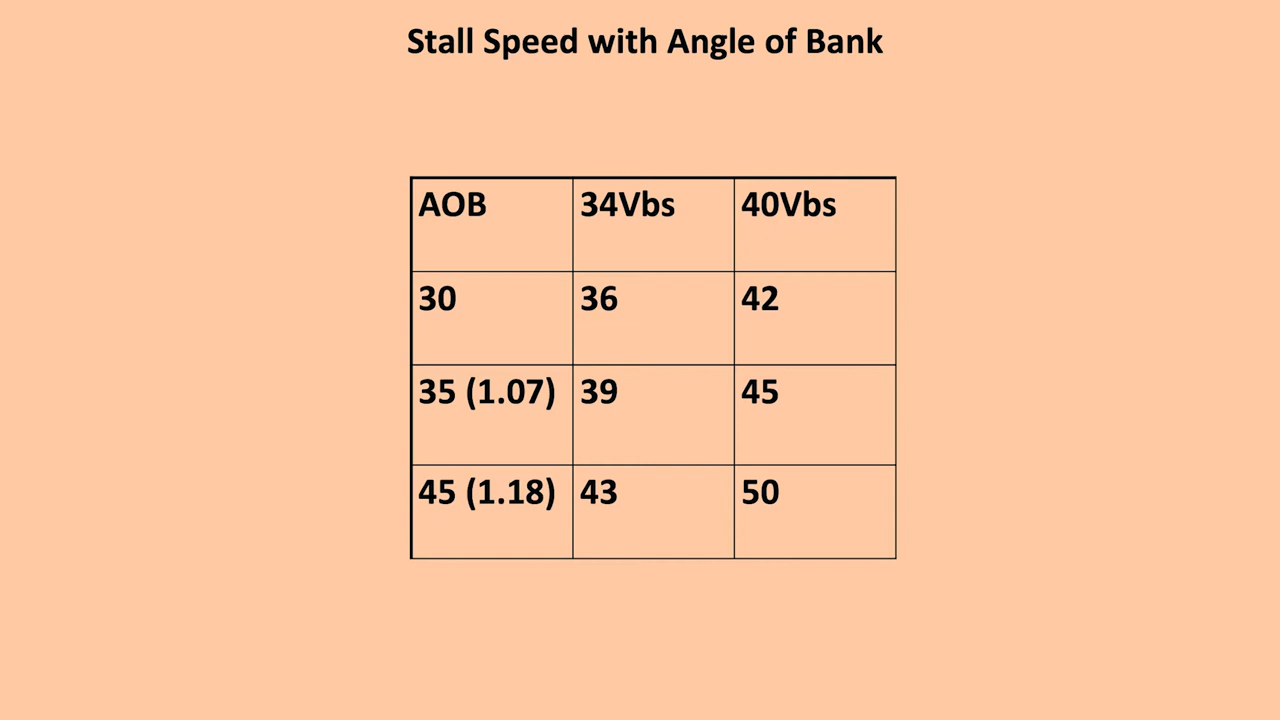 Stall Speed with Angle of Bank
AOB 34Vbs 40Vbs
30 36 42
35 (1.07) 39 45
45 (1.18) 43 50